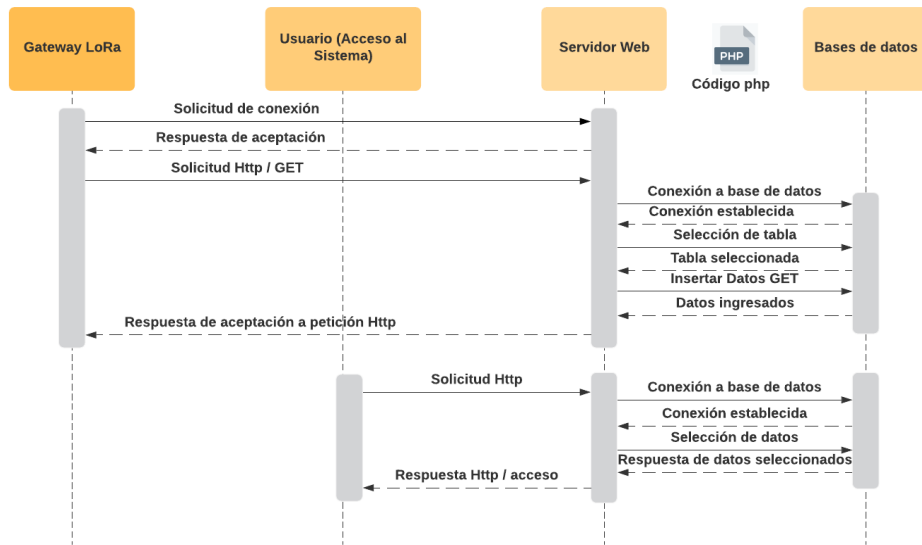 Gateway LoRa
Usuario (Acceso al
Sistema)
Servidor Web
PHP
Código php
Bases de datos
Solicitud de conexión
Respuesta de aceptación
Solicitud Http / GET
Conexión a base de datos
Conexión establecida
Selección de tabla
Tabla seleccionada
Insertar Datos GET
Datos ingresados
Respuesta de aceptación a petición Http
Solicitud Http
Conexión a base de datos
Conexión establecida
Selección de datos
Respuesta de datos seleccionados
Respuesta Http / acceso